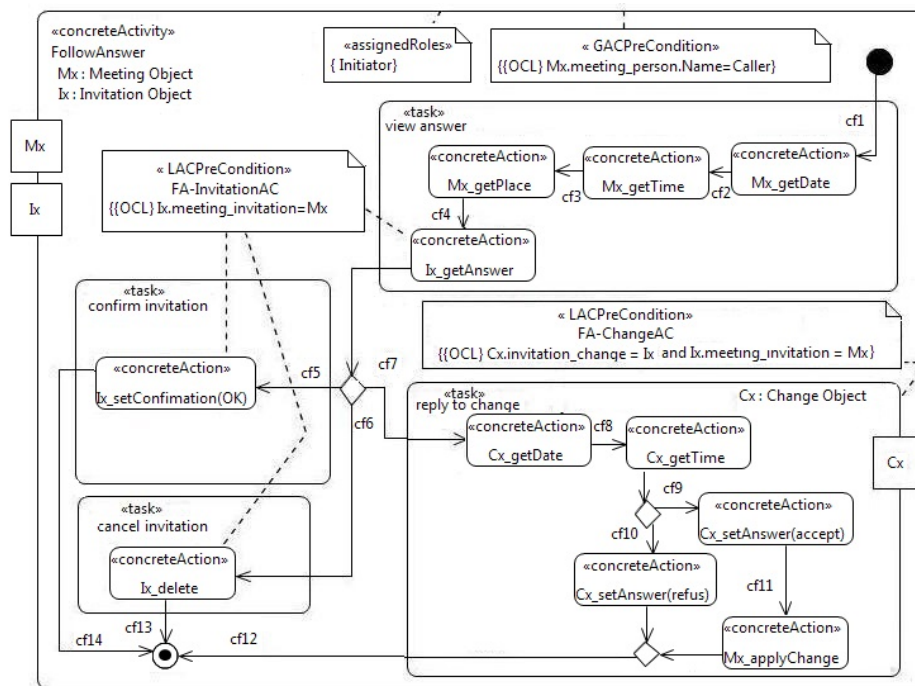 «concreteActivity»
FollowAnswer
Mx : Meeting Object
Ix : Invitation Object
«assignedRoles»
{ Initiator}
« GACPreCondition»
{{OCL} Mx.meeting_person.Name=Caller}
Mx
Ix
«task»
view answer
cf1
«concreteAction»
Mx_getDate
cf2
«concreteAction»
Mx_getTime
cf3
«concreteAction»
Mx_getPlace
cf4
«concreteAction»
Ix_getAnswer
« LACPreCondition»
FA-InvitationAC
{{OCL} Ix.meeting_invitation=Mx
« LACPreCondition»
FA-ChangeAC
{{OCL} Cx.invitation_change = Ix and Ix.meeting_invitation = Mx}
«task»
confirm invitation
«concreteAction»
Ix_setConfimation(OK)
cf5
cf7
cf6
«task»
reply to change
Cx : Change Object
Cx
«concreteAction»
Cx_getDate
cf8
«concreteAction»
Cx_getTime
cf9
cf10
«concreteAction»
Cx_setAnswer(accept)
«concreteAction»
Cx_setAnswer(refus)
cf11
«concreteAction»
Mx_applyChange
«task»
cancel invitation
«concreteAction»
Ix_delete
cf14
cf13
cf12